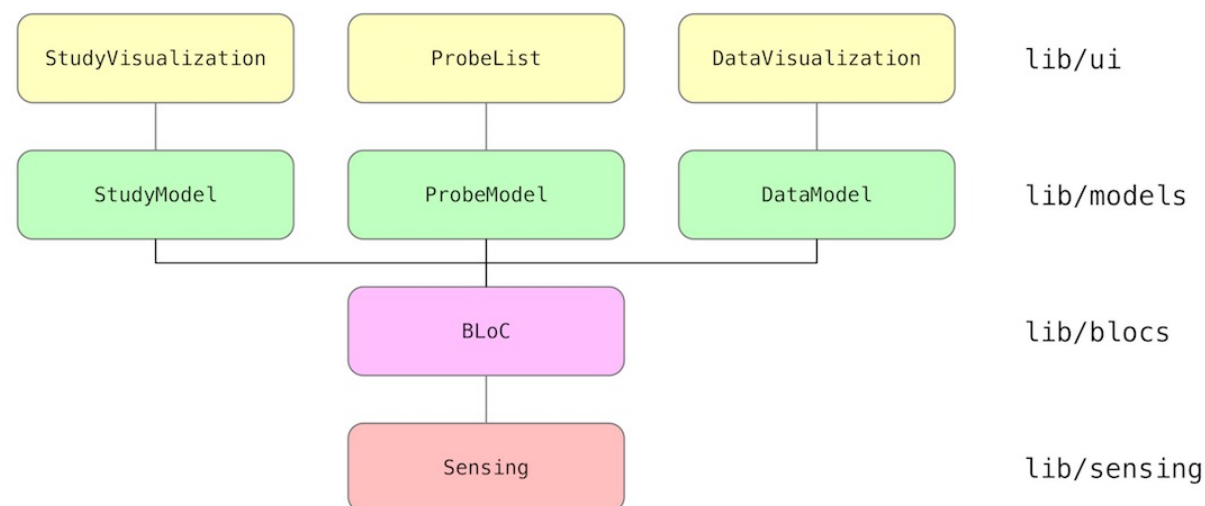 StudyVisualization
ProbeList
DataVisualization
lib/ui
StudyModel
ProbeModel
DataModel
lib/models
BLoC
lib/blocs
Sensing
lib/sensing